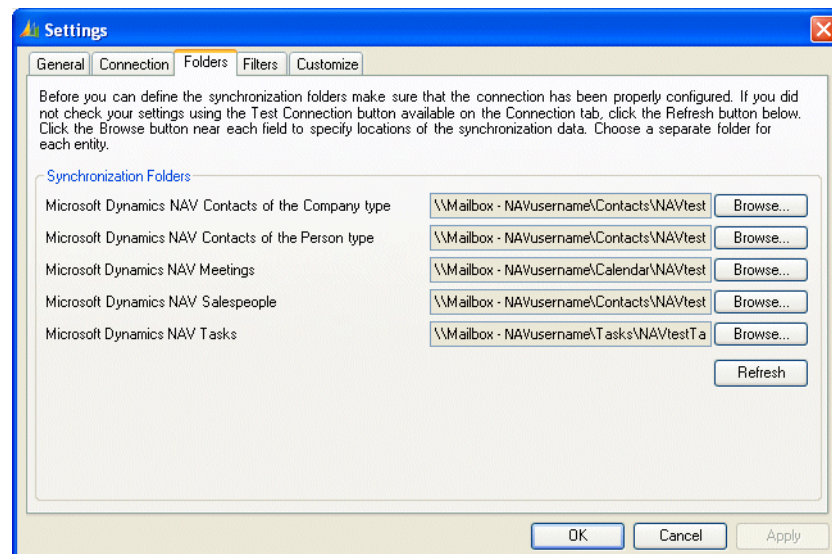 Settings
General Connection Folders Filters Customize
Before you can define the synchronization folders make sure that the connection has been properly configured. If you did
not check your settings using the Test Connection button available on the Connection tab, click the Refresh button below.
Click the Browse button near each field to specify locations of the synchronization data. Choose a separate folder for
each entity.
Synchronization Folders
Microsoft Dynamics NAV Contacts of the Company type \\Mailbox - NAVusername\Contacts\NAVtest Browse...
Microsoft Dynamics NAV Contacts of the Person type \\Mailbox - NAVusername\Contacts\NAVtest Browse...
Microsoft Dynamics NAV Meetings \\Mailbox - NAVusername\Calendar\NAVtest Browse...
Microsoft Dynamics NAV Salespeople \\Mailbox - NAVusername\Contacts\NAVtest Browse...
Microsoft Dynamics NAV Tasks \\Mailbox - NAVusername\Tasks\NAVtestTa Browse...
Refresh
OK Cancel Apply